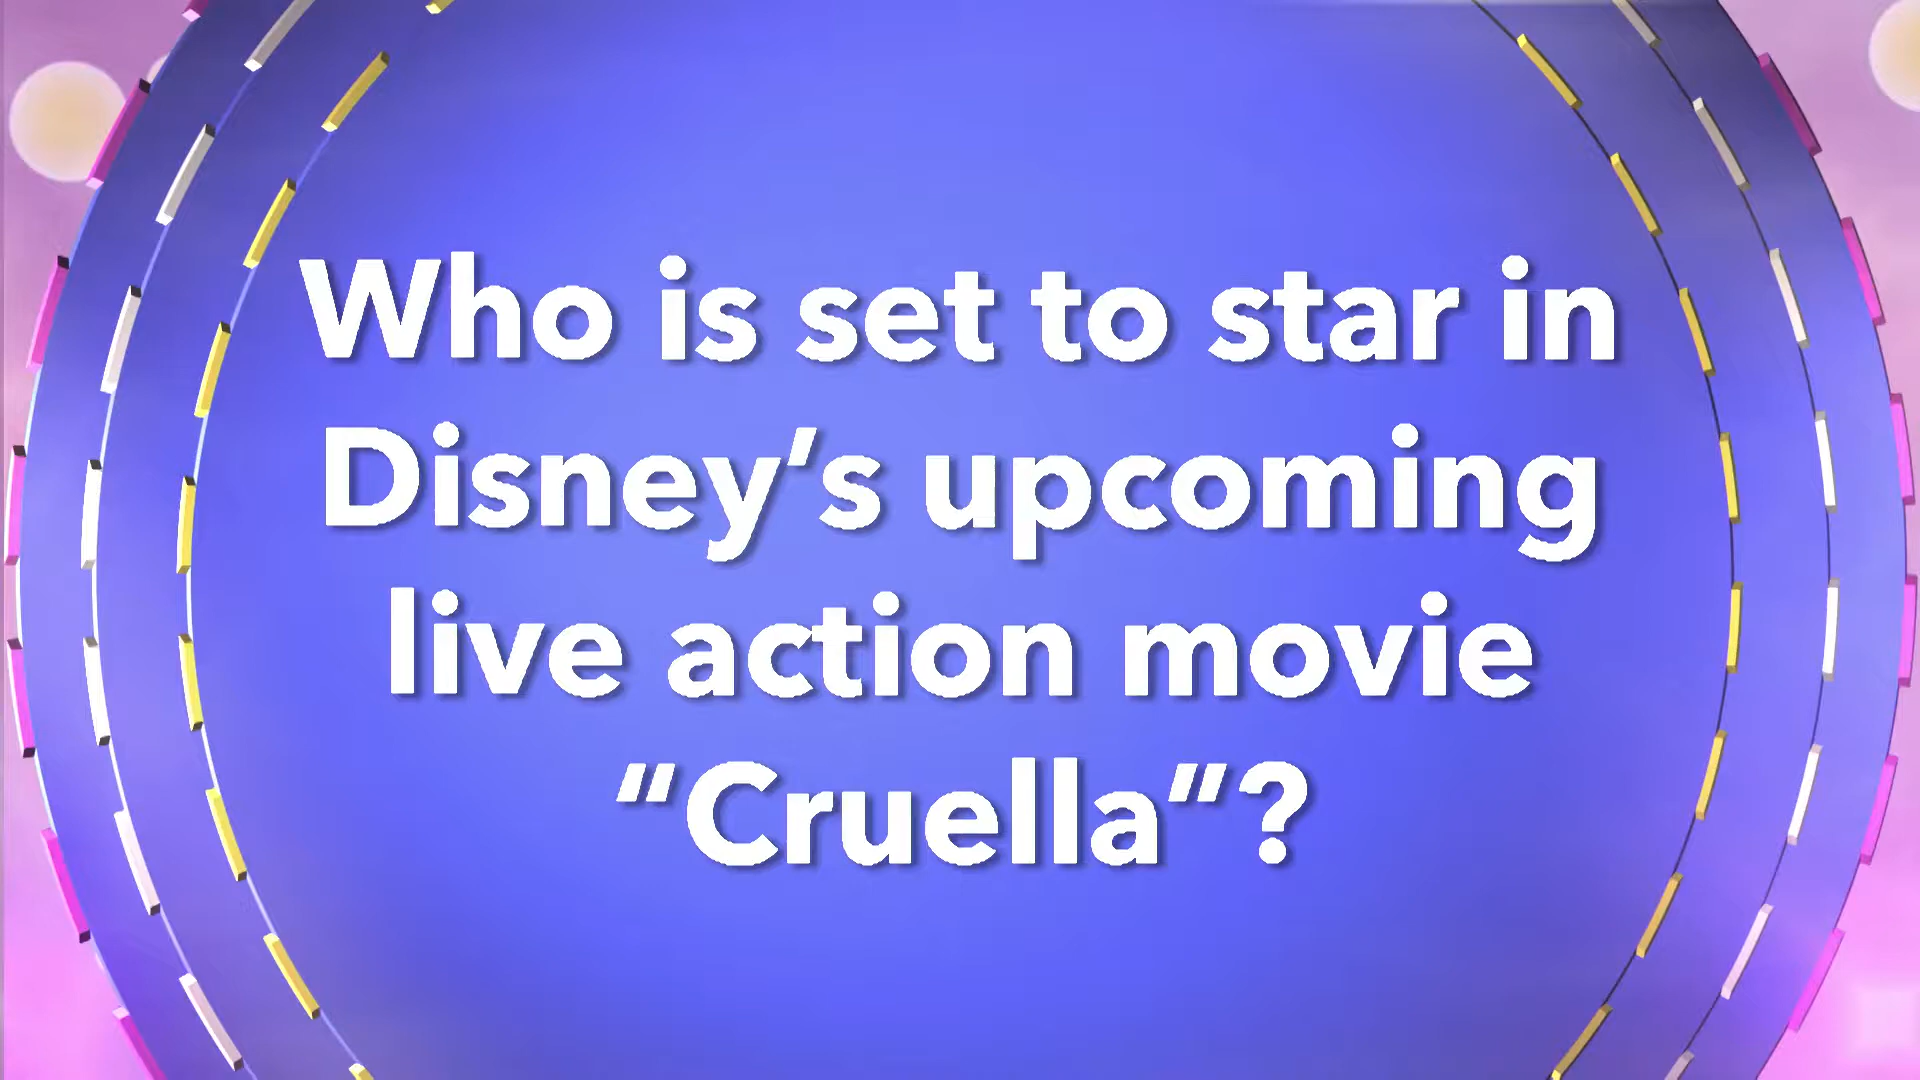 Who is set to star in
Disney’s upcoming
live action movie
“Cruella”?